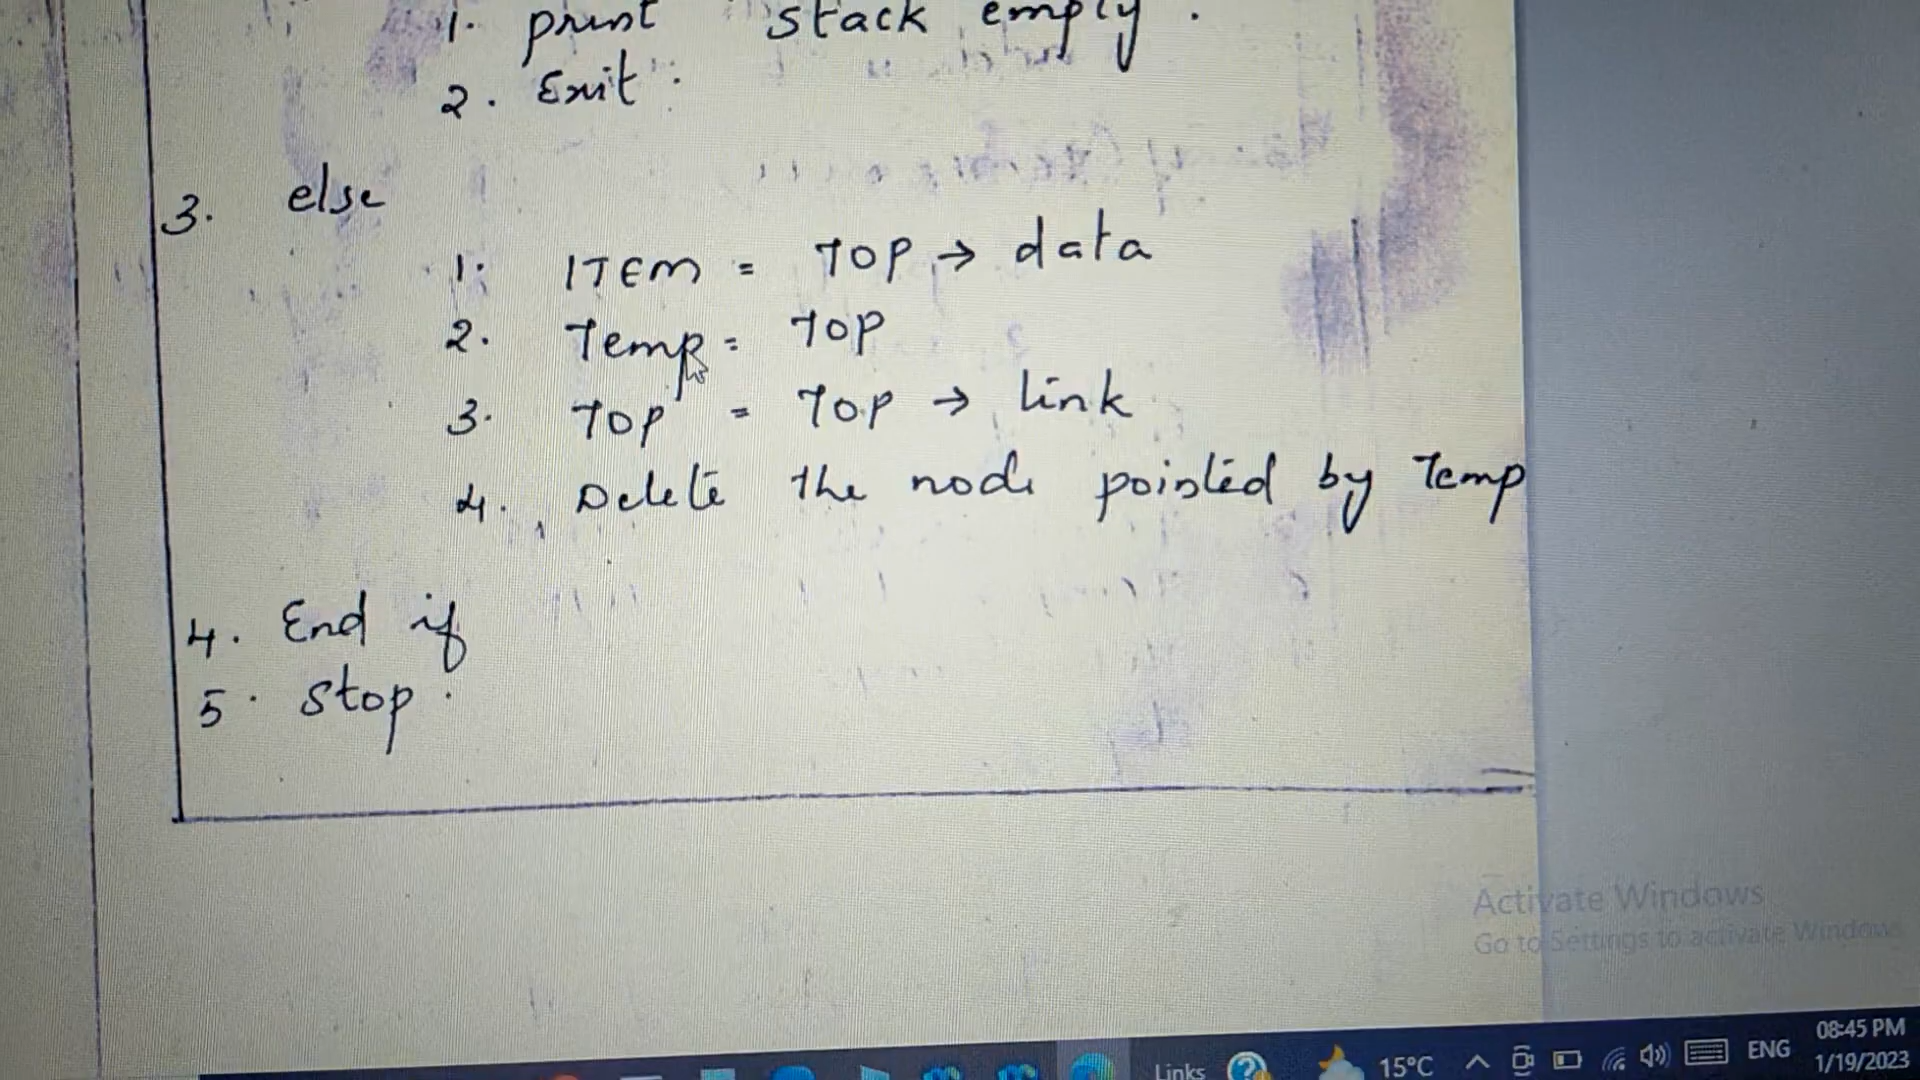 1. print "stack empty".
2. Exit.
3. else
1. ITEM = TOP → data
2. Temp = TOP
3. TOP = TOP → link
4. Delete the node pointed by Temp
4. End if
5. Stop.
Activate Windows
Go to Settings to activate Windows
Links
15°C
ENG
08:45 PM
1/19/2023